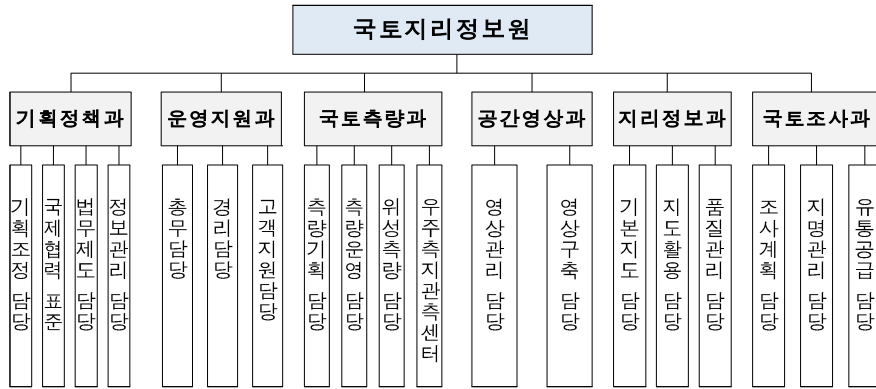 국토지리정보원
기획정책과
운영지원과
국토측량과
공간영상과
지리정보과
국토조사과
기획조정 담당
국제협력 표준
법무제도 담당
정보관리 담당
총무담당
경리담당
고객지원담당
측량기획 담당
측량운영 담당
위성측량 담당
우주측지관측센터
영상관리 담당
영상구축 담당
기본지도 담당
지도활용 담당
품질관리 담당
조사계획 담당
지명관리 담당
유통공급 담당